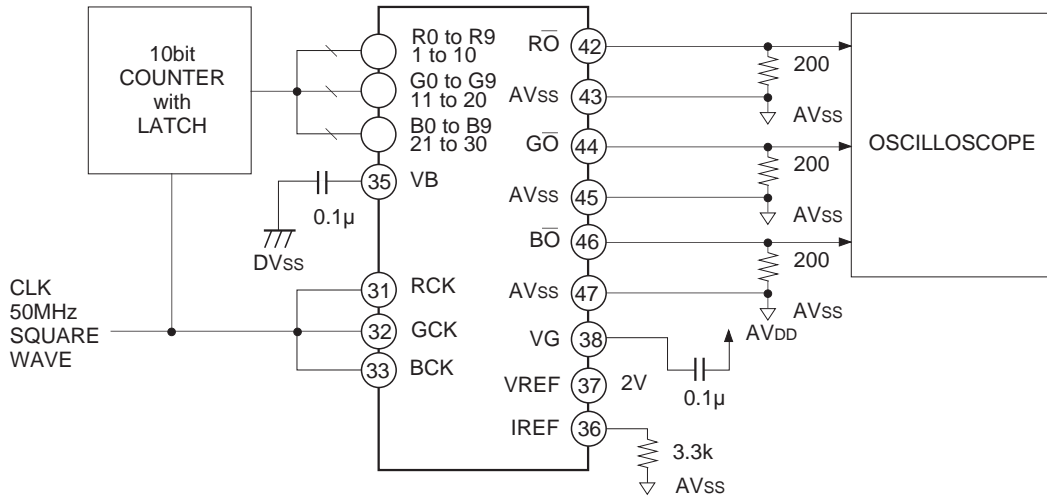 10bit
COUNTER
with
LATCH
R0 to R9
1 to 10
G0 to G9
11 to 20
B0 to B9
21 to 30
35
VB
0.1µ
DVSS
CLK
50MHz
SQUARE
WAVE
31
RCK
32
GCK
33
BCK
RO̅
42
AVSS
43
GO̅
44
AVSS
45
BO̅
46
AVSS
47
VG
38
VREF
37
2V
IREF
36
200
AVSS
200
AVSS
200
AVSS
AVDD
0.1µ
3.3k
AVSS
OSCILLOSCOPE